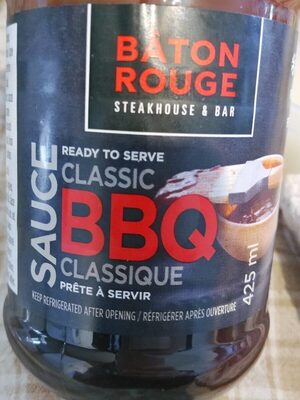 BÂTON
ROUGE
STEAKHOUSE & BAR
SAUCE
READY TO SERVE
CLASSIC
BBQ
CLASSIQUE
PRÊTE À SERVIR
425 ml
KEEP REFRIGERATED AFTER OPENING / RÉFRIGÉRER APRÈS OUVERTURE